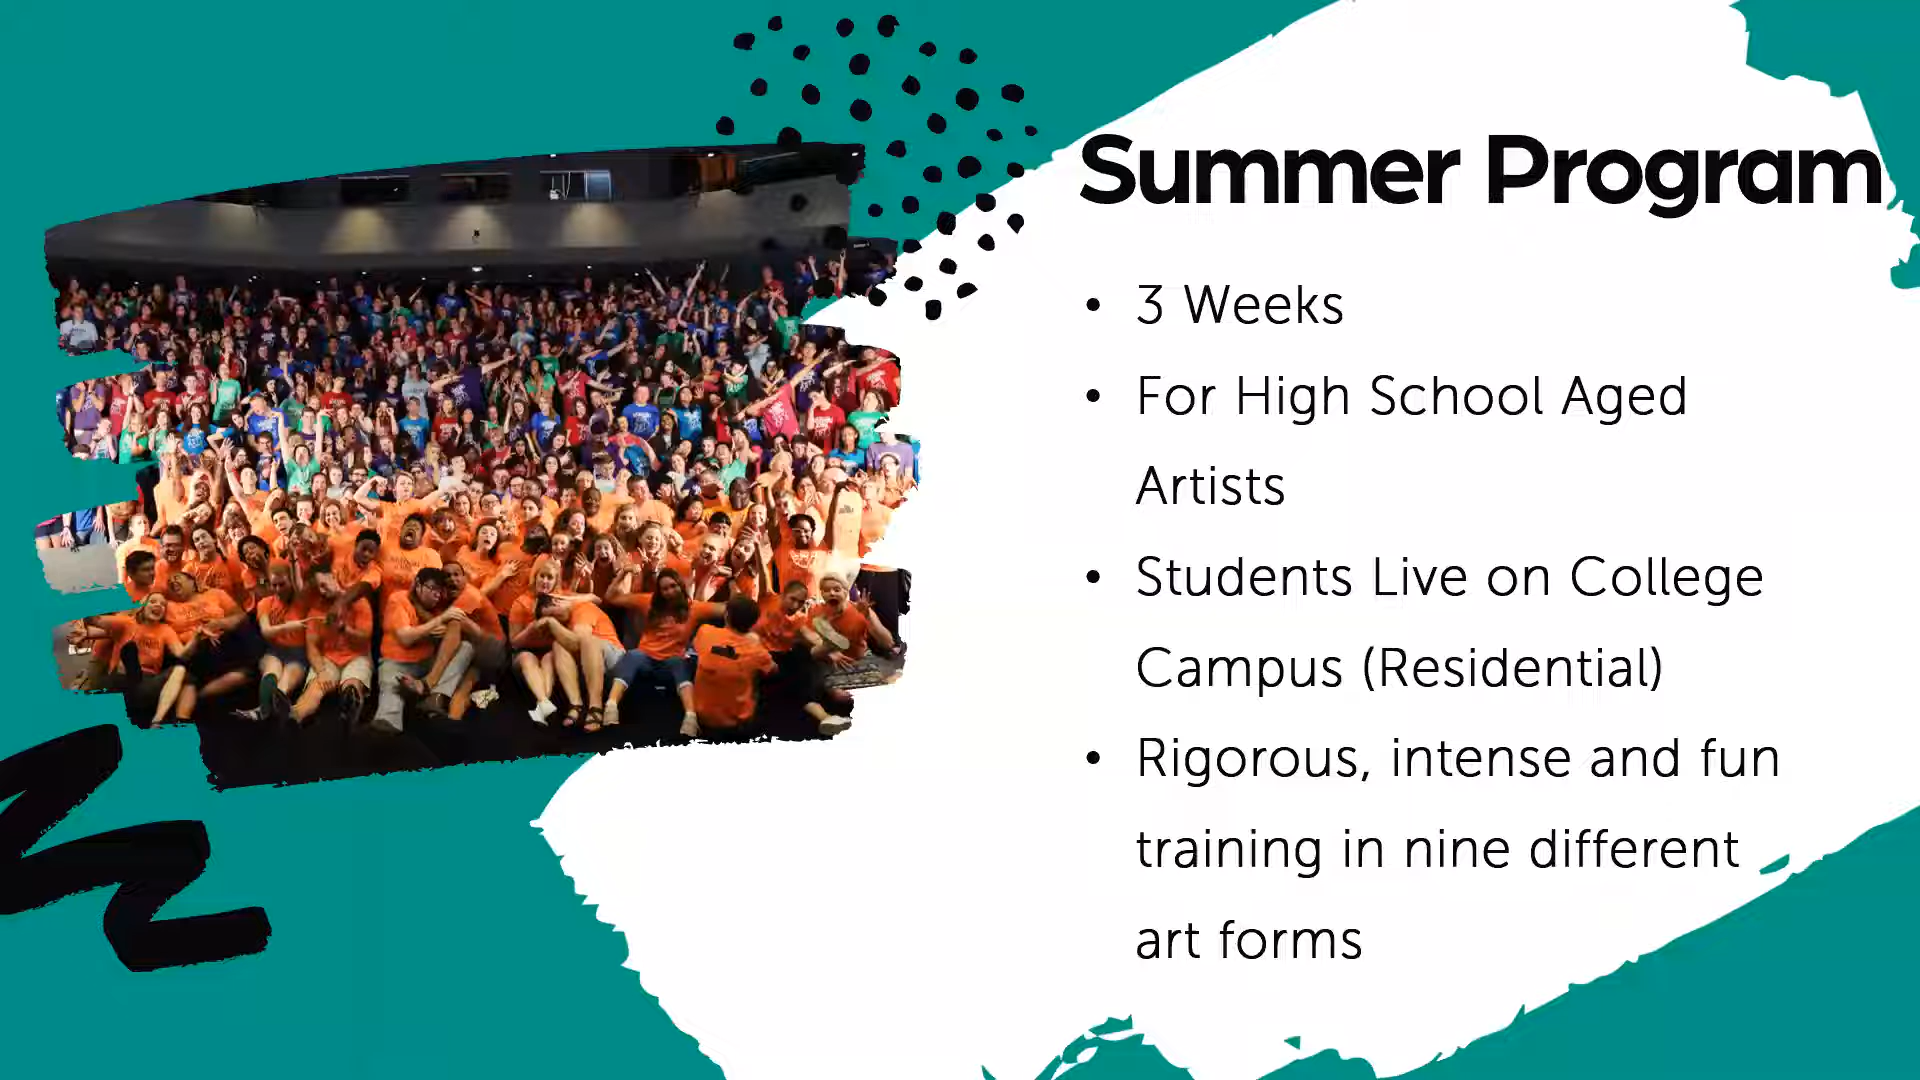 Summer Program
• 3 Weeks
• For High School Aged
Artists
• Students Live on College
Campus (Residential)
• Rigorous, intense and fun
training in nine different
art forms